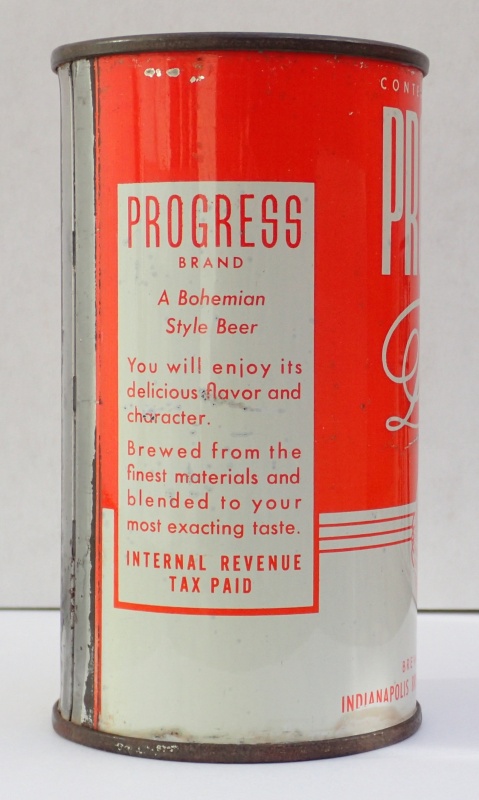 PROGRESS
BRAND
A Bohemian
Style Beer
You will enjoy its
delicious flavor and
character.
Brewed from the
finest materials and
blended to your
most exacting taste.
INTERNAL REVENUE
TAX PAID
INDIANAPOLIS